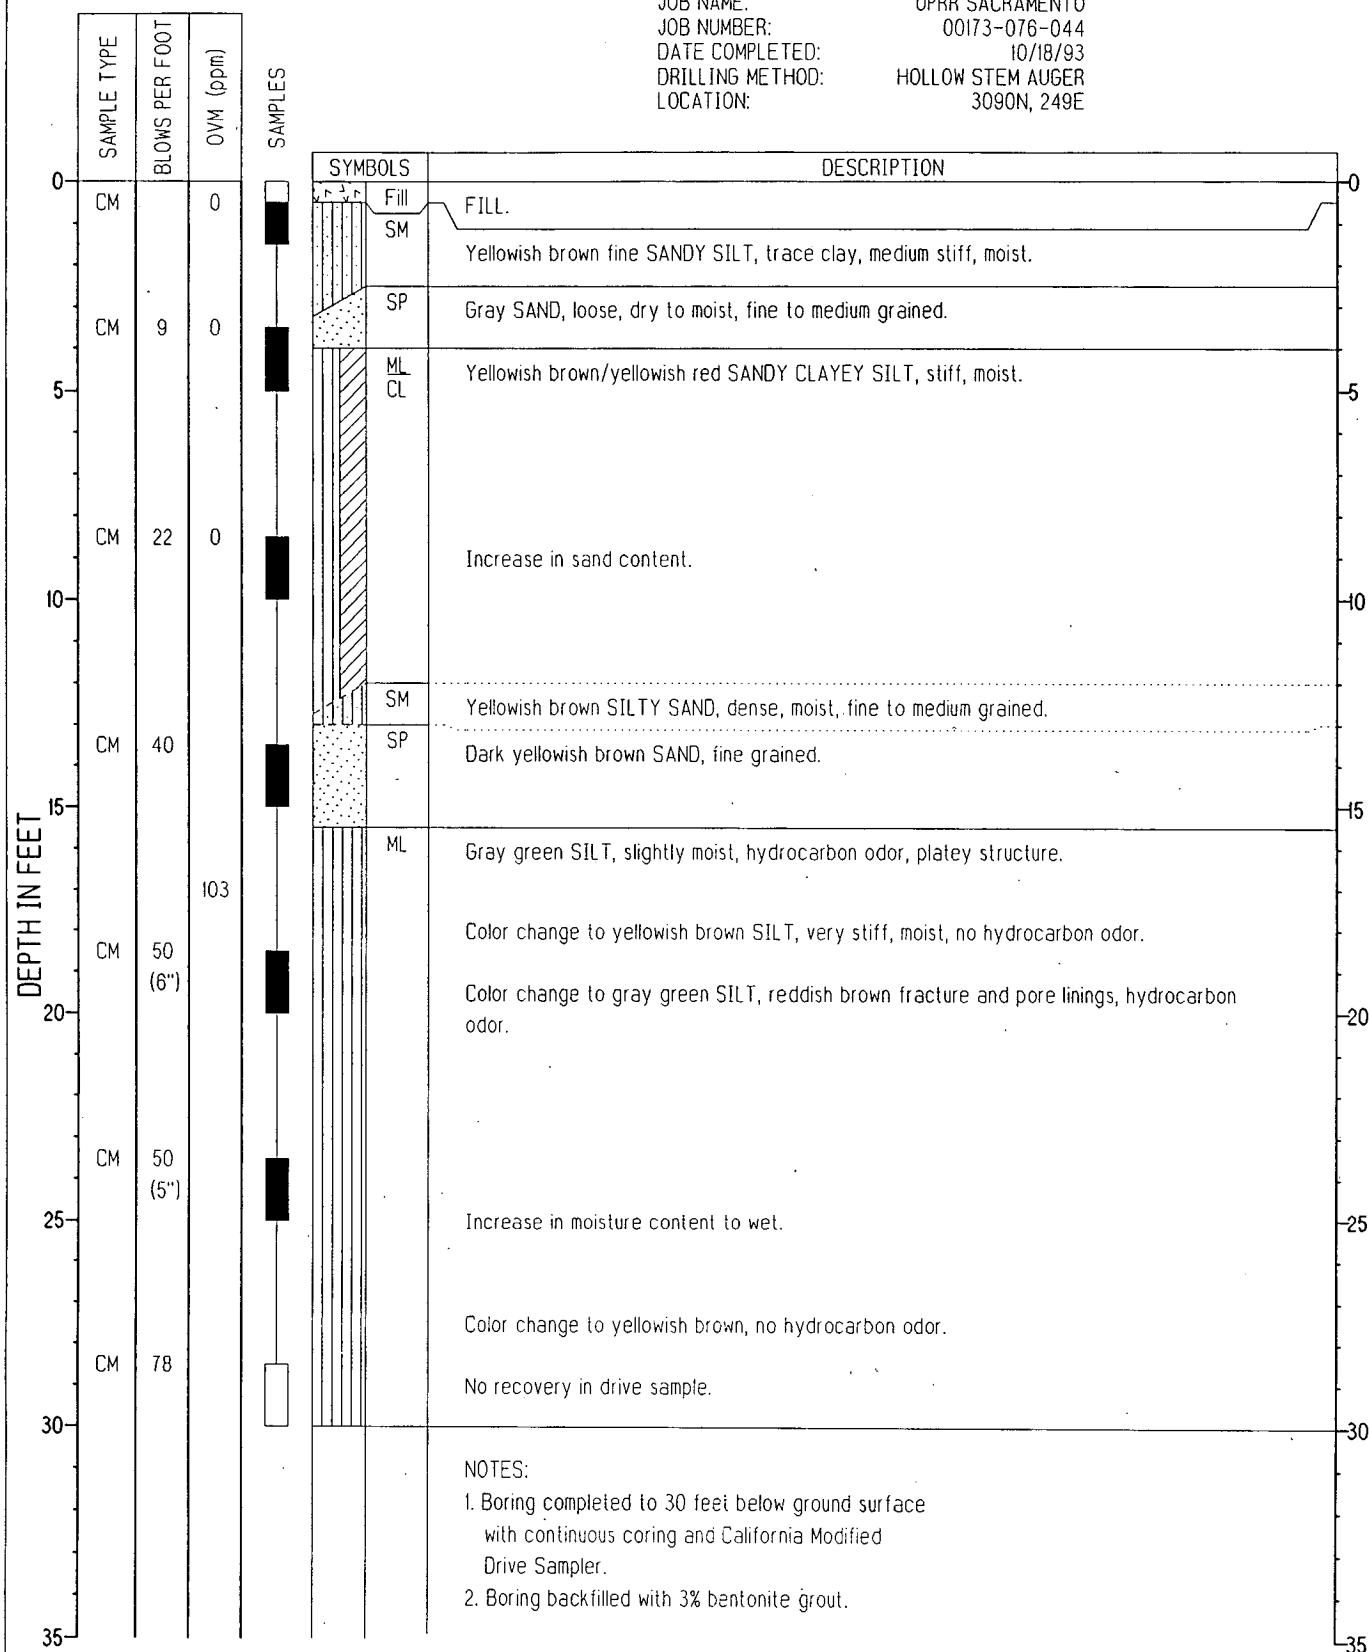 JOB NAME: UPRR SACRAMENTO
JOB NUMBER: 00173-076-044
DATE COMPLETED: 10/18/93
DRILLING METHOD: HOLLOW STEM AUGER
LOCATION: 3090N, 249E
SAMPLE TYPE
BLOWS PER FOOT
OVM (ppm)
SAMPLES
SYMBOLS DESCRIPTION
0 0
CM 0 Fill FILL.
SM
Yellowish brown fine SANDY SILT, trace clay, medium stiff, moist.
SP Gray SAND, loose, dry to moist, fine to medium grained.
CM 9 0
ML Yellowish brown/yellowish red SANDY CLAYEY SILT, stiff, moist.
5 CL 5
CM 22 0
Increase in sand content.
10 10
SM Yellowish brown SILTY SAND, dense, moist, fine to medium grained.
CM 40 SP Dark yellowish brown SAND, fine grained.
15 15
ML Gray green SILT, slightly moist, hydrocarbon odor, platey structure.
103
DEPTH IN FEET
Color change to yellowish brown SILT, very stiff, moist, no hydrocarbon odor.
CM 50
(6")
Color change to gray green SILT, reddish brown fracture and pore linings, hydrocarbon
20 20
odor.
CM 50
(5")
25 Increase in moisture content to wet. 25
Color change to yellowish brown, no hydrocarbon odor.
CM 78
No recovery in drive sample.
30 30
NOTES:
1. Boring completed to 30 feet below ground surface
with continuous coring and California Modified
Drive Sampler.
2. Boring backfilled with 3% bentonite grout.
35 35